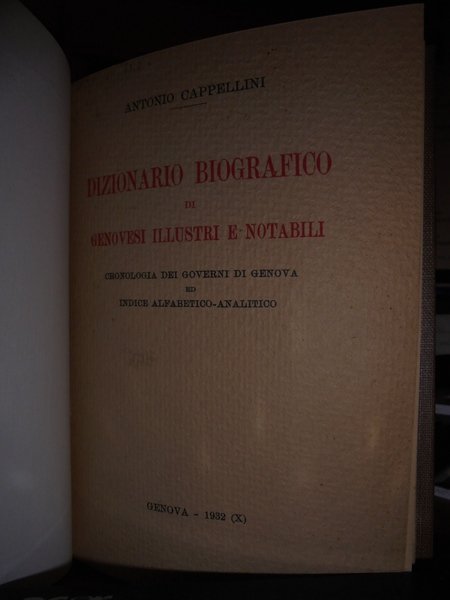 ANTONIO CAPPELLINI
DIZIONARIO BIOGRAFICO
DI
GENOVESI ILLUSTRI E NOTABILI
CRONOLOGIA DEI GOVERNI DI GENOVA
ED
INDICE ALFABETICO-ANALITICO
GENOVA - 1932 (X)